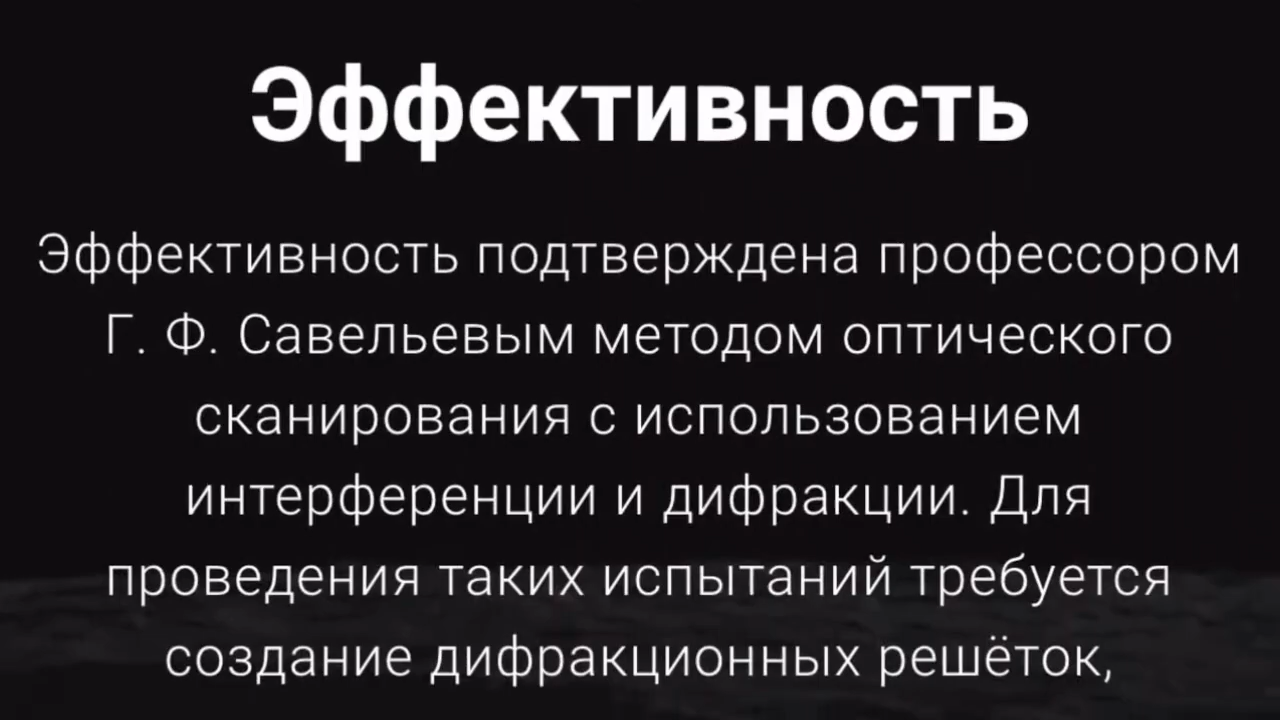 Эффективность
Эффективность подтверждена профессором
Г. Ф. Савельевым методом оптического
сканирования с использованием
интерференции и дифракции. Для
проведения таких испытаний требуется
создание дифракционных решёток,